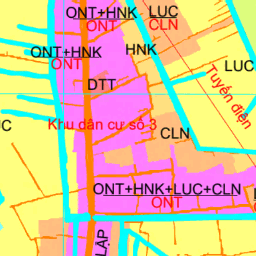 ONT+HNK
ONT
LUC
CLN
ONT+HNK
ONT
HNK
LUC
DTT
Tuyến điện
Khu dân cư số 3
CLN
ONT+HNK+LUC+CLN
ONT
LẬP